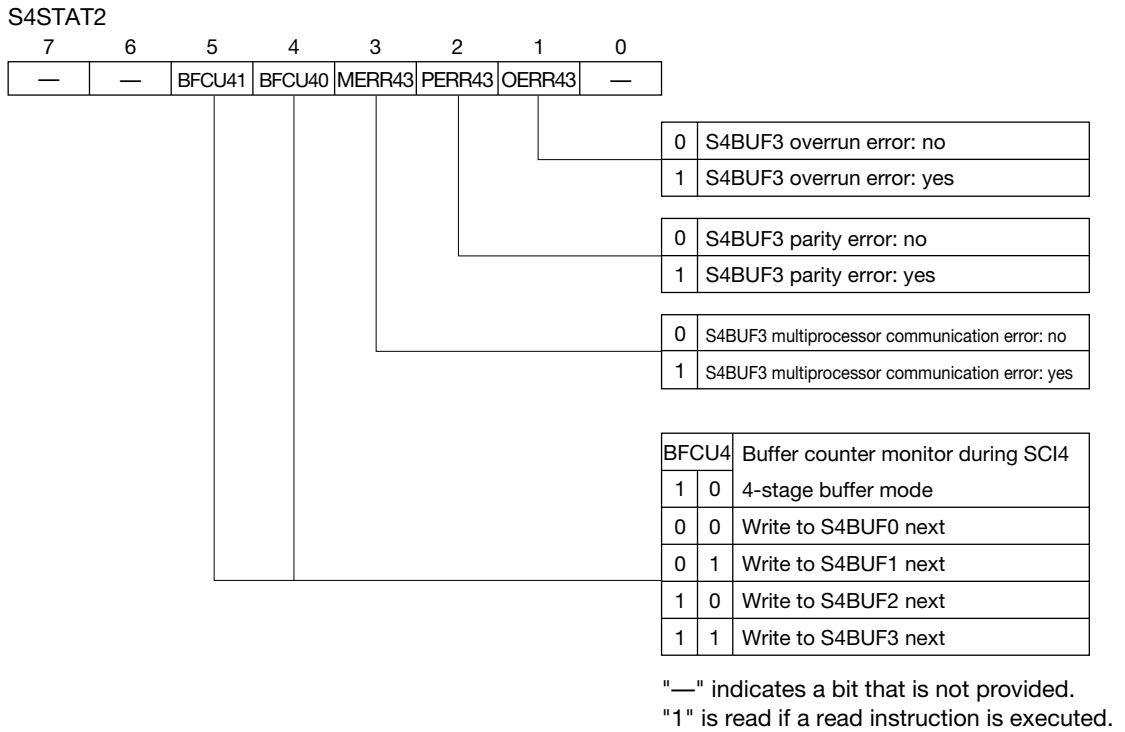 S4STAT2
7 6 5 4 3 2 1 0
— — BFCU41 BFCU40 MERR43 PERR43 OERR43 —
0 S4BUF3 overrun error: no
1 S4BUF3 overrun error: yes
0 S4BUF3 parity error: no
1 S4BUF3 parity error: yes
0 S4BUF3 multiprocessor communication error: no
1 S4BUF3 multiprocessor communication error: yes
BFCU4 Buffer counter monitor during SCI4
1 0 4-stage buffer mode
0 0 Write to S4BUF0 next
0 1 Write to S4BUF1 next
1 0 Write to S4BUF2 next
1 1 Write to S4BUF3 next
"—" indicates a bit that is not provided.
"1" is read if a read instruction is executed.